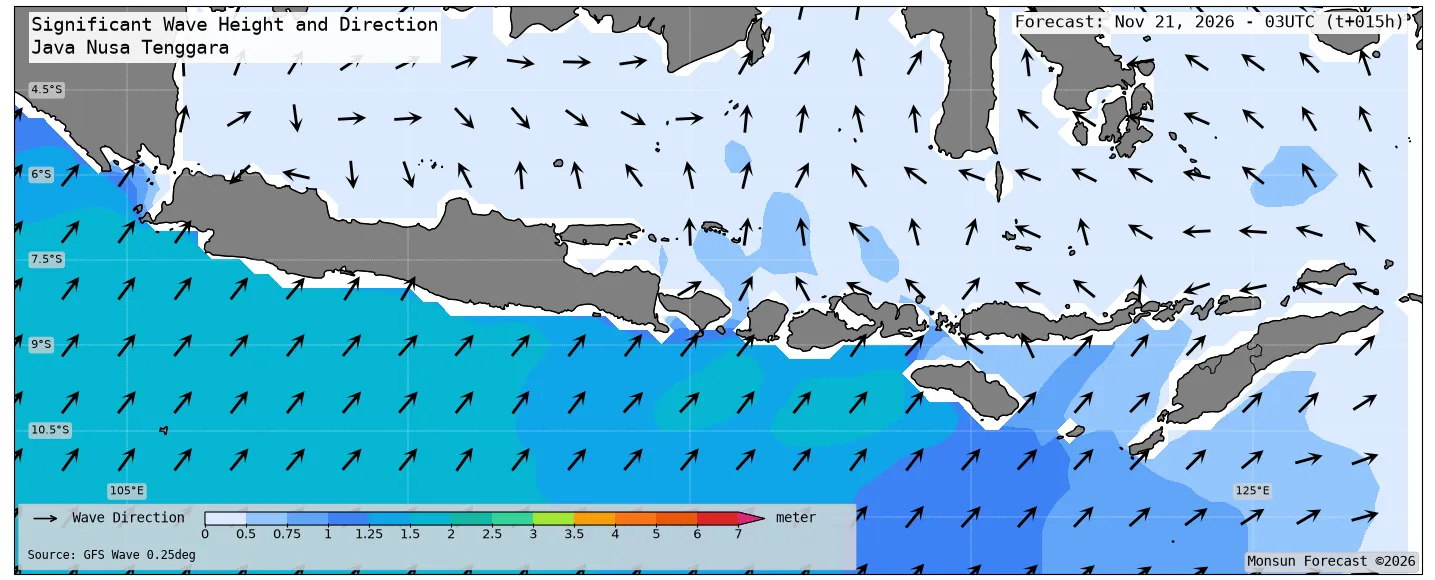 Significant Wave Height and Direction
Java Nusa Tenggara
Forecast: Nov 21, 2026 - 03UTC (t+015h)
4.5°S
6°S
7.5°S
9°S
10.5°S
105°E
125°E
Wave Direction
meter
0 0.5 0.75 1 1.25 1.5 2 2.5 3 3.5 4 5 6 7
Source: GFS Wave 0.25deg
Monsun Forecast ©2026